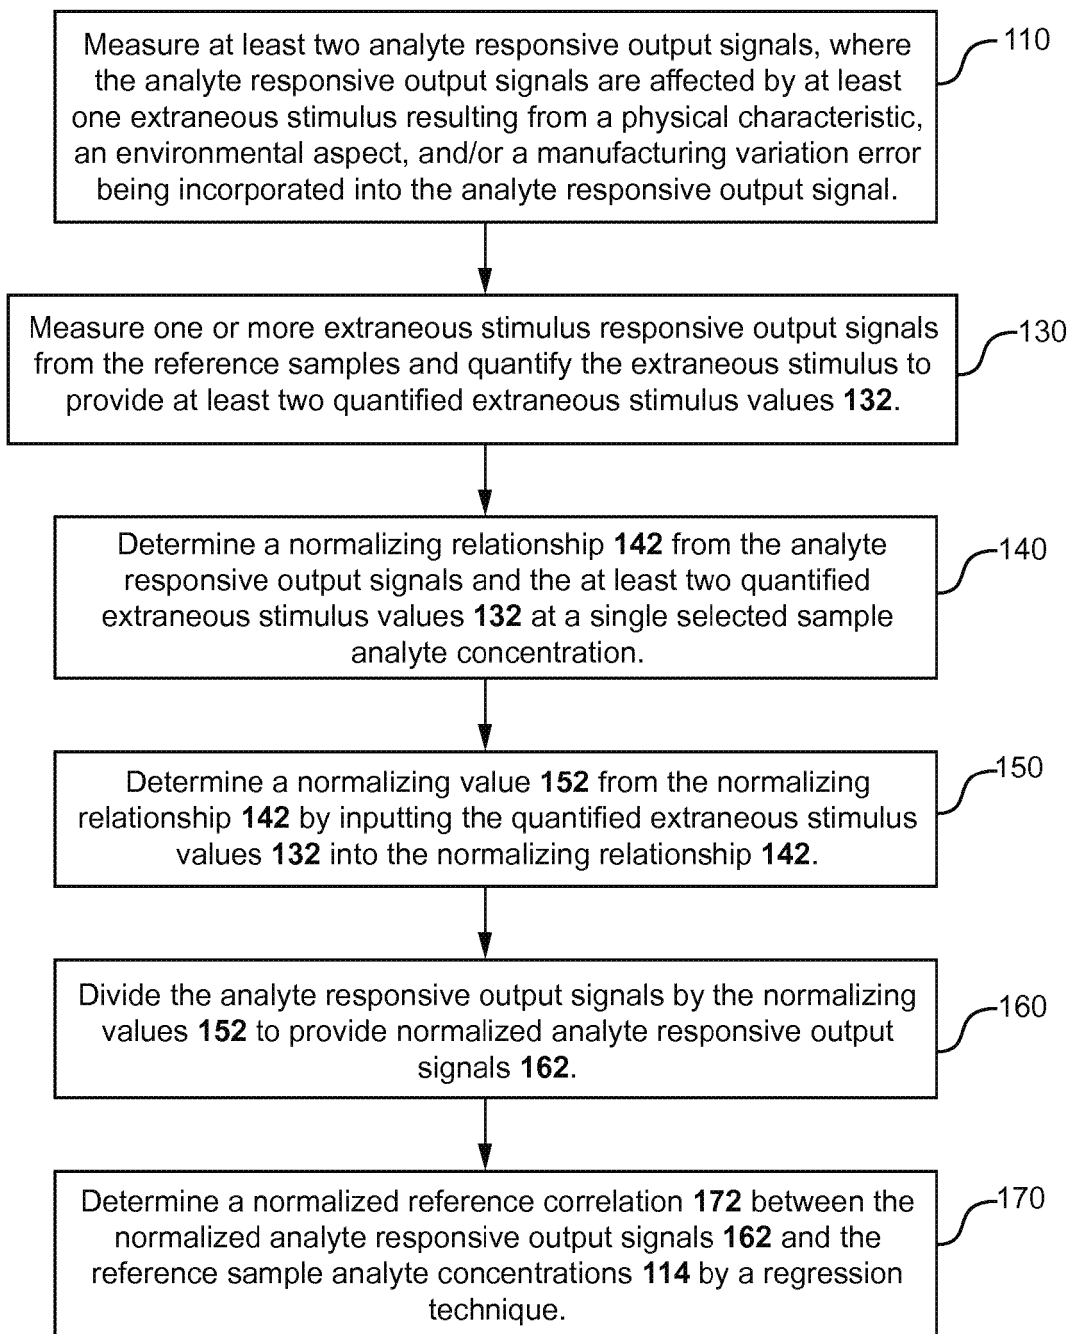 Measure at least two analyte responsive output signals, where
the analyte responsive output signals are affected by at least
one extraneous stimulus resulting from a physical characteristic,
an environmental aspect, and/or a manufacturing variation error
being incorporated into the analyte responsive output signal.
110
Measure one or more extraneous stimulus responsive output signals
from the reference samples and quantify the extraneous stimulus to
provide at least two quantified extraneous stimulus values 132.
130
Determine a normalizing relationship 142 from the analyte
responsive output signals and the at least two quantified
extraneous stimulus values 132 at a single selected sample
analyte concentration.
140
Determine a normalizing value 152 from the normalizing
relationship 142 by inputting the quantified extraneous stimulus
values 132 into the normalizing relationship 142.
150
Divide the analyte responsive output signals by the normalizing
values 152 to provide normalized analyte responsive output
signals 162.
160
Determine a normalized reference correlation 172 between the
normalized analyte responsive output signals 162 and the
reference sample analyte concentrations 114 by a regression
technique.
170